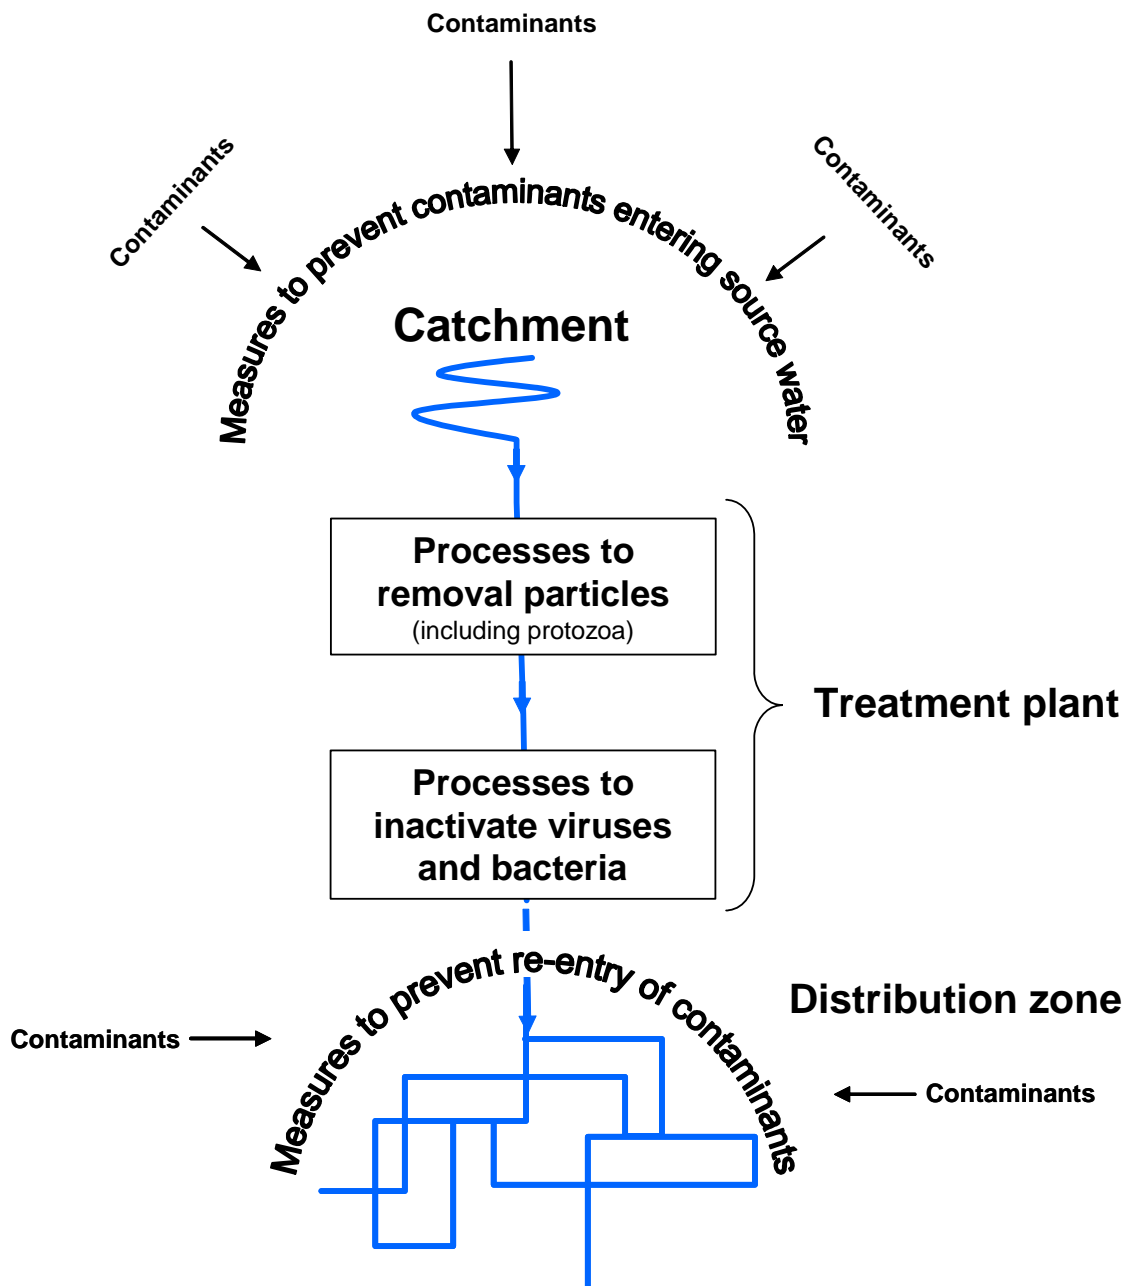 Contaminants
Contaminants
Contaminants
Measures to prevent contaminants entering source water
Catchment
Processes to
removal particles
(including protozoa)
Treatment plant
Processes to
inactivate viruses
and bacteria
Measures to prevent re-entry of contaminants
Distribution zone
Contaminants
Contaminants